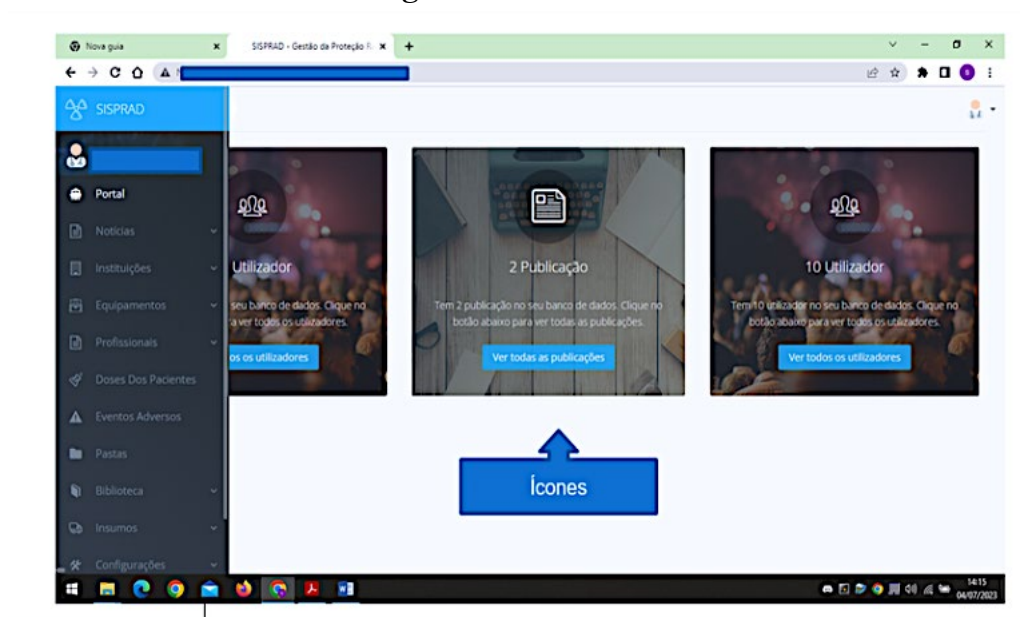 Nova guia
SISPRAD - Gestão da Proteção R
SISPRAD
Portal
Notícias
Instituições
Equipamentos
Profissionais
Doses Dos Pacientes
Eventos Adversos
Pastas
Biblioteca
Insumos
Configurações
Utilizador
seu banco de dados. Clique no
a ver todos os utilizadores.
os os utilizadores
2 Publicação
Tem 2 publicação no seu banco de dados. Clique no
botão abaixo para ver todas as publicações.
Ver todas as publicações
10 Utilizador
Tem 10 utilizador no seu banco de dados. Clique no
botão abaixo para ver todos os utilizadores.
Ver todos os utilizadores
Ícones
14:15
04/07/2023